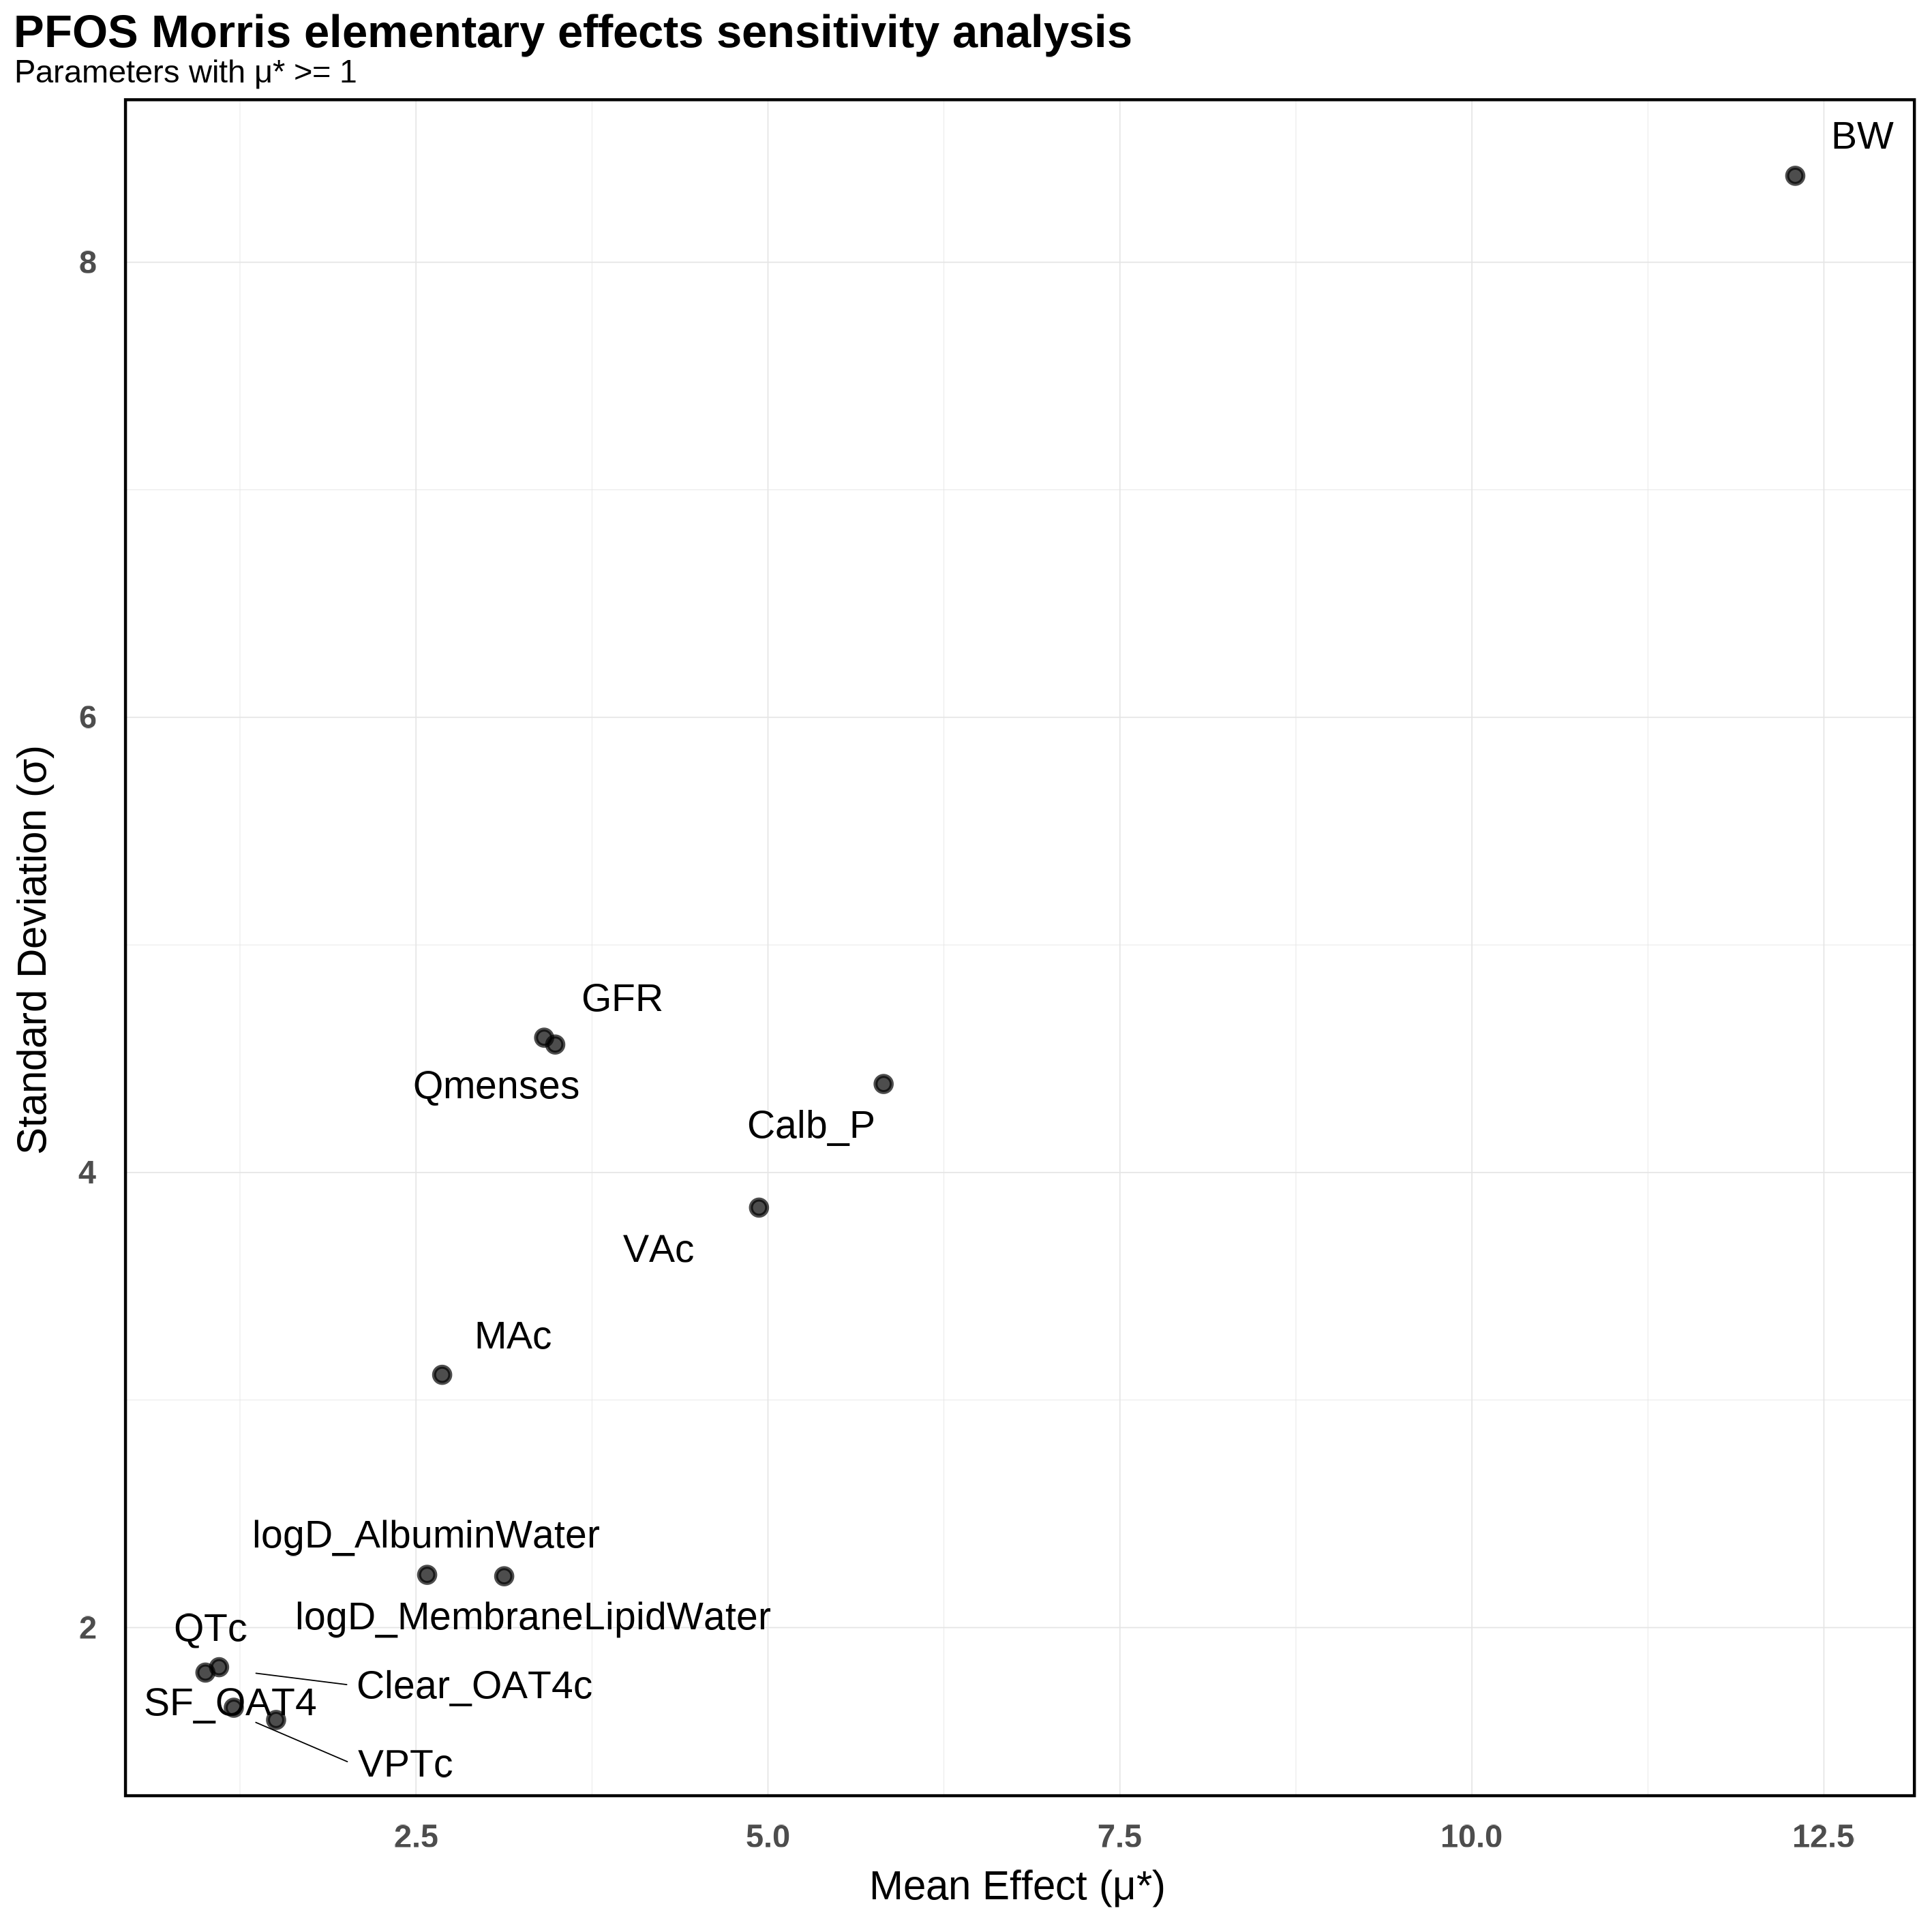 PFOS Morris elementary effects sensitivity analysis
Parameters with μ* >= 1
BW
8
6
Standard Deviation (σ)
GFR
Qmenses
Calb_P
4
VAc
MAc
logD_AlbuminWater
logD_MembraneLipidWater
QTc
2
Clear_OAT4c
SF_OAT4
VPTc
2.5 5.0 7.5 10.0 12.5
Mean Effect (μ*)